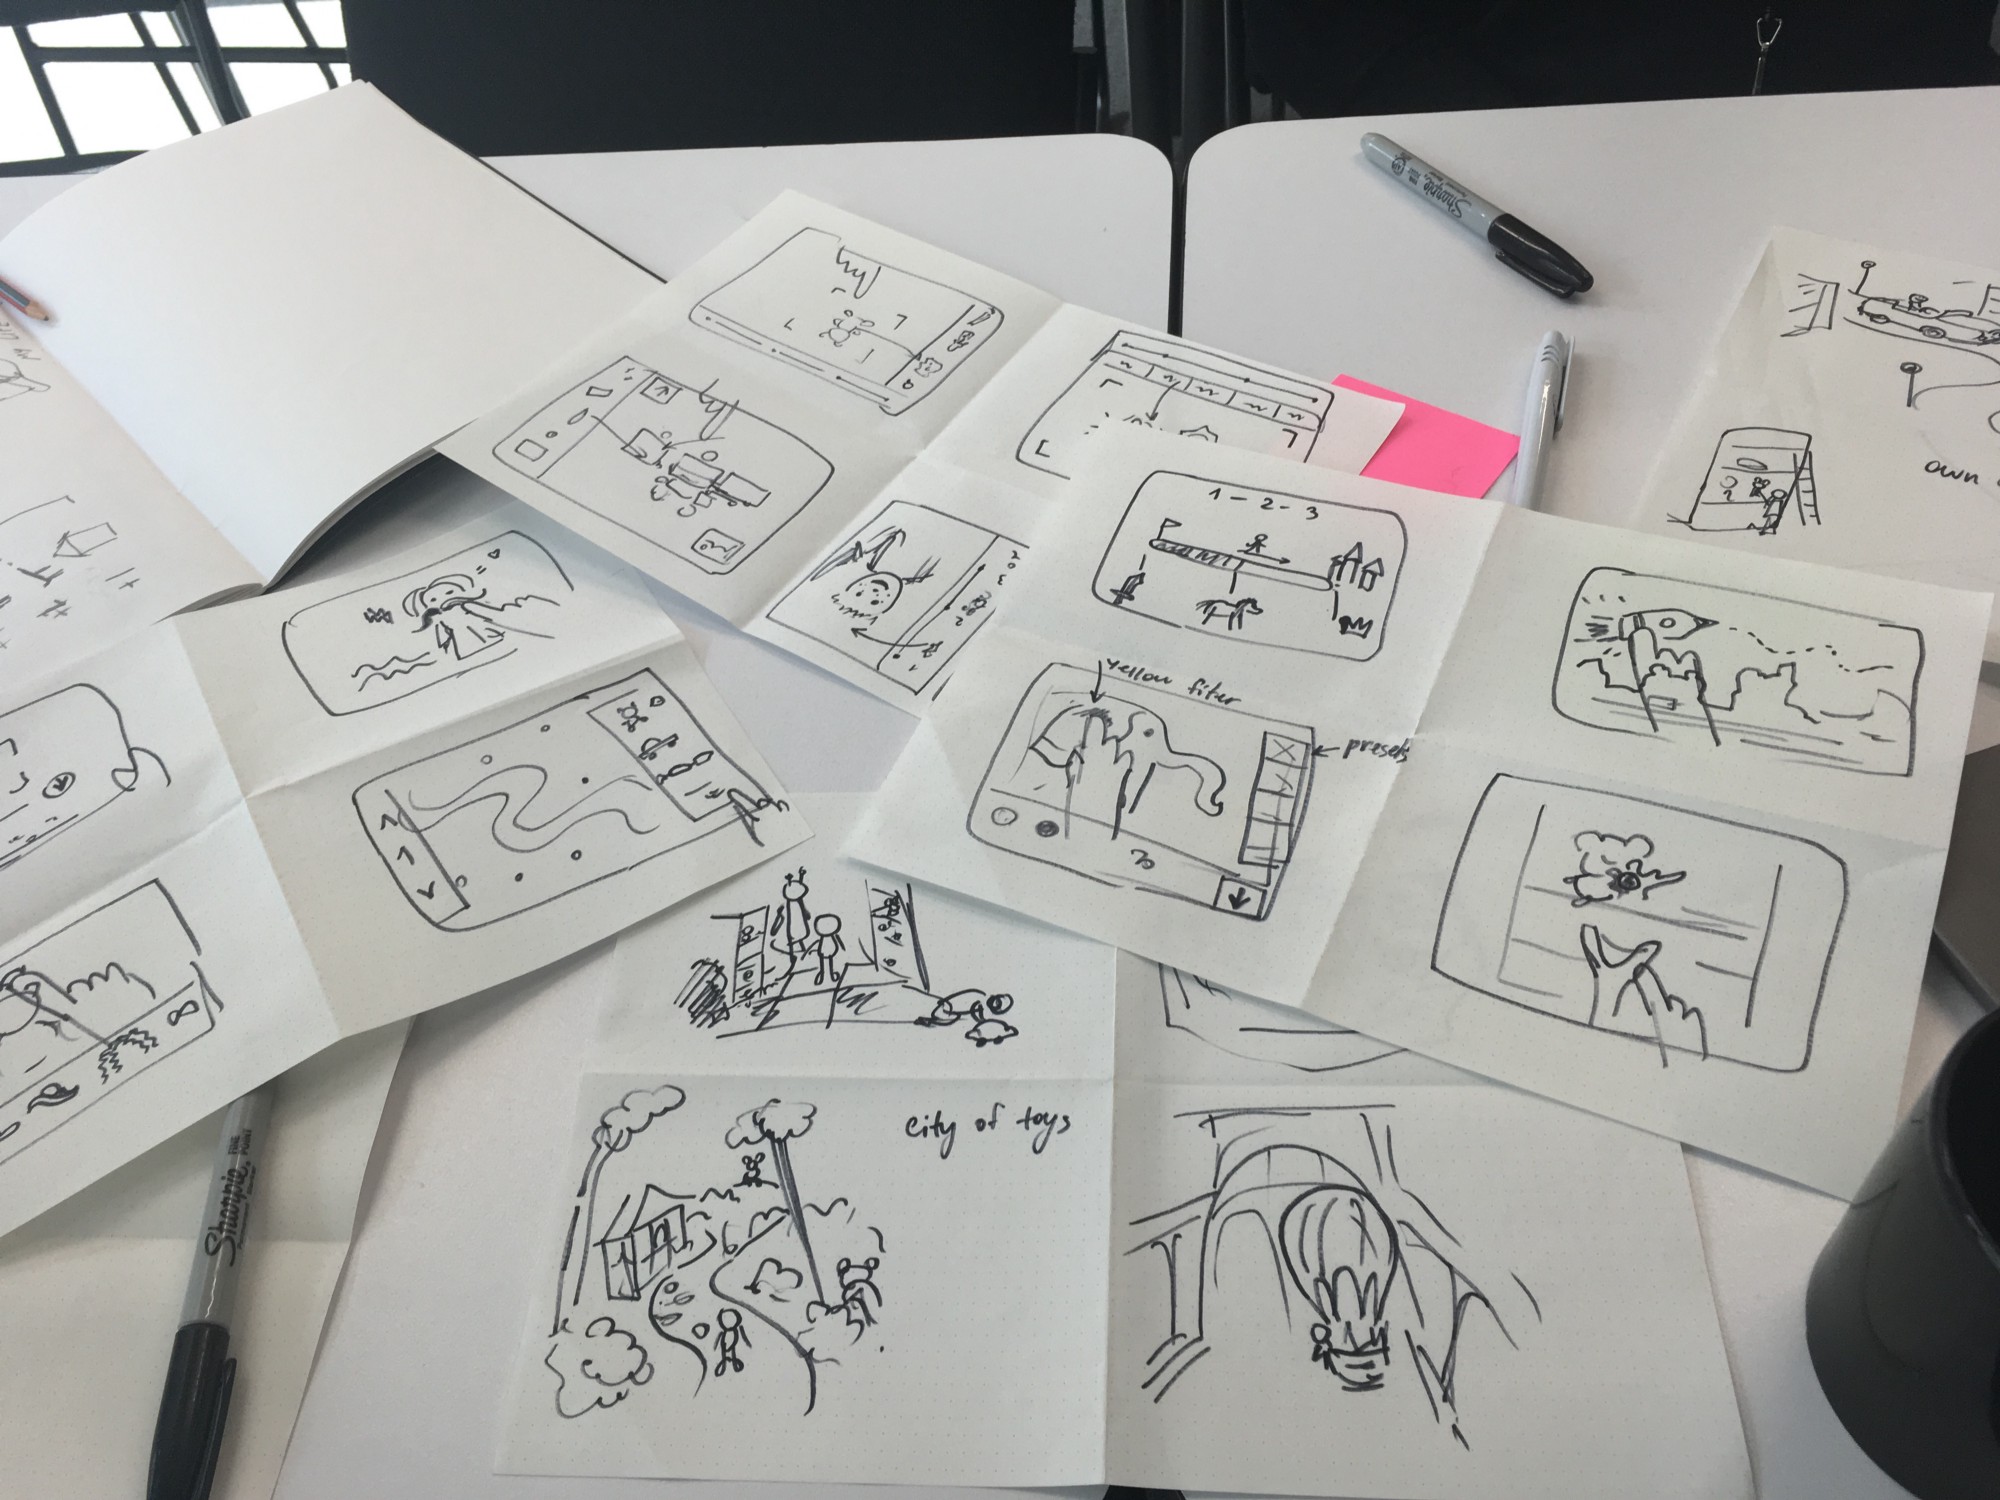 Sharpie
own
1 - 2 - 3
yellow filter
presets
city of toys
Sharpie